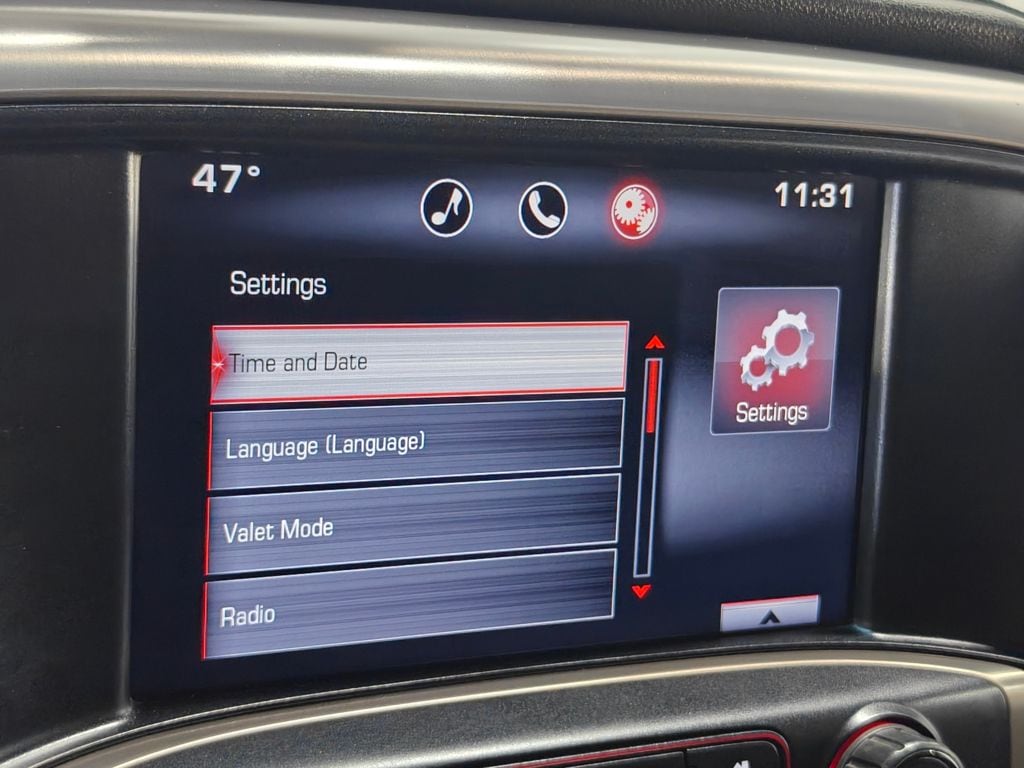 47°
11:31
Settings
Time and Date
Language (Language)
Valet Mode
Radio
Settings